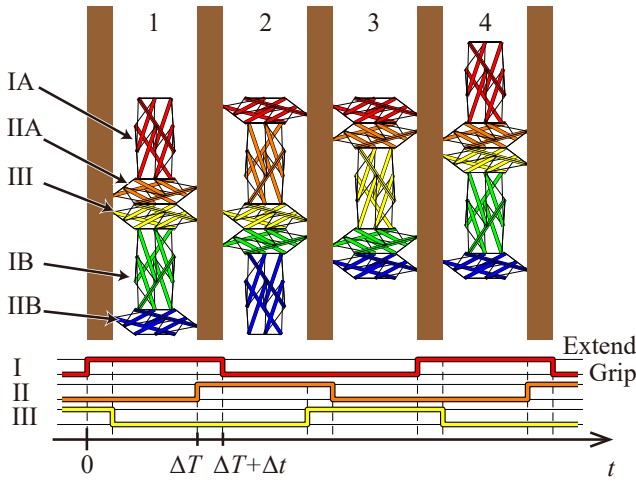 1 2 3 4
IA
IIA
III
IB
IIB
I Extend
II Grip
III
0 ΔT ΔT+Δt t